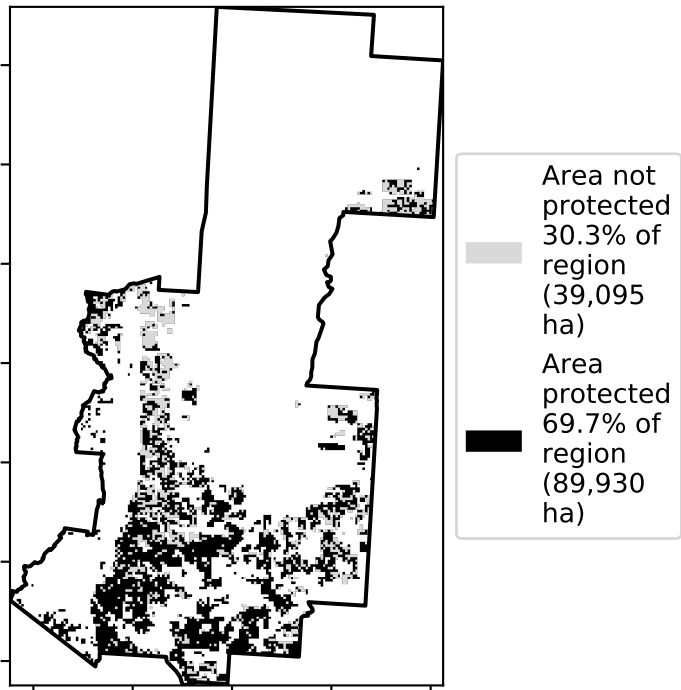 Area not
protected
30.3% of
region
(39,095
ha)
Area
protected
69.7% of
region
(89,930
ha)